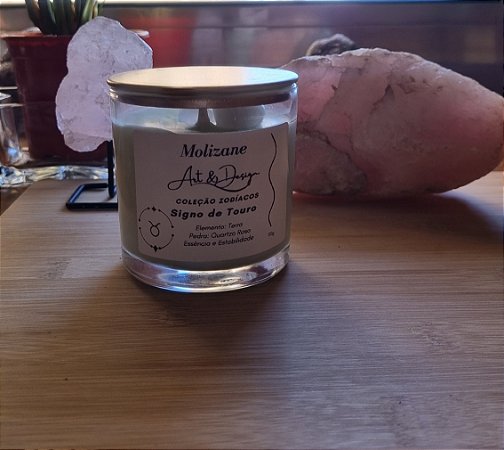 Molizane
Art & Design
COLEÇÃO ZODÍACOS
Signo de Touro
Elemento: Terra
Pedra: Quartzo Rosa
Essência e Estabilidade